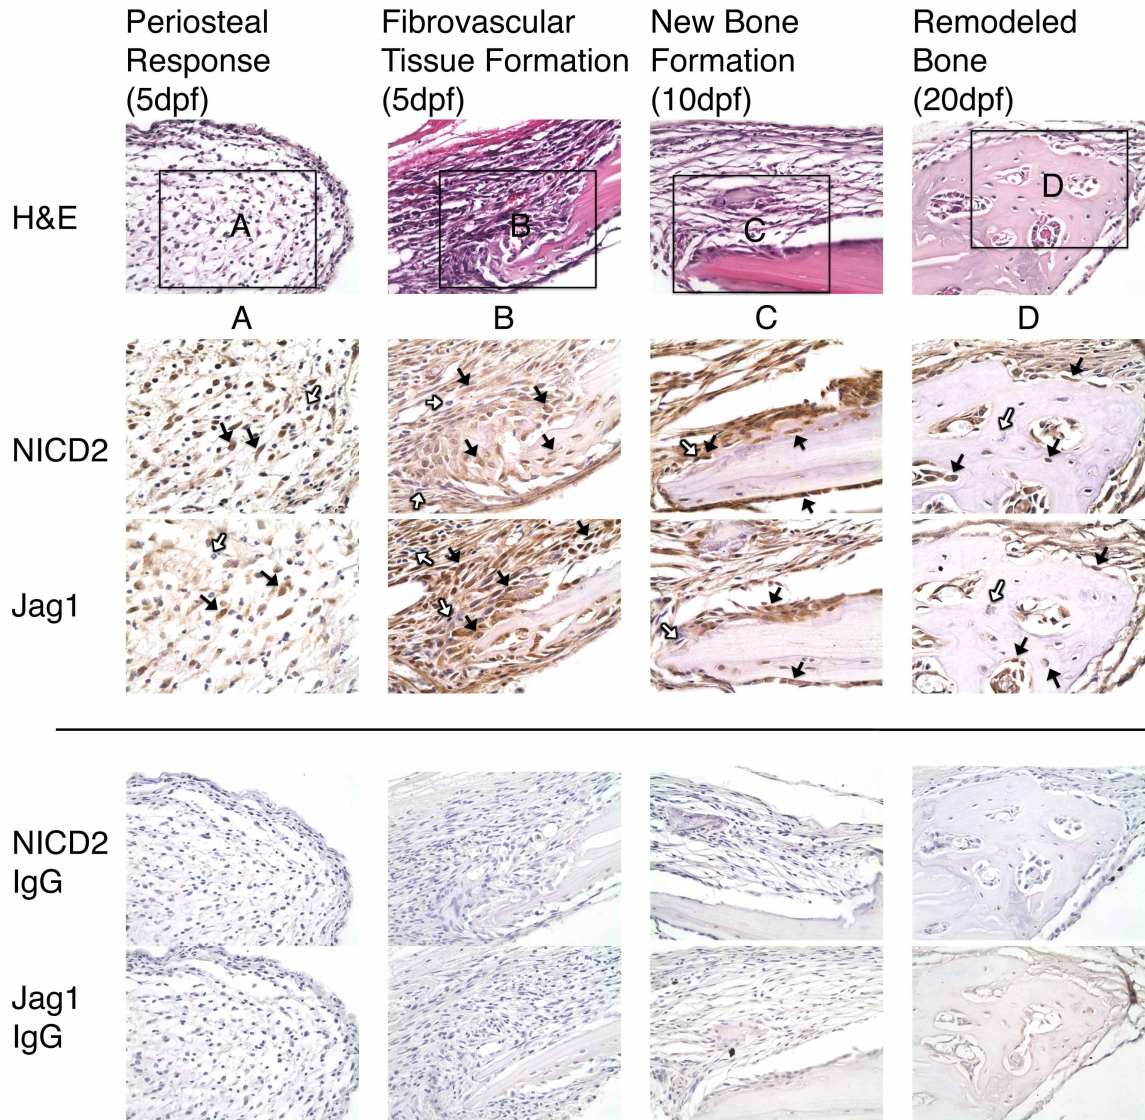 Periosteal
Response
(5dpf)
Fibrovascular
Tissue Formation
(5dpf)
New Bone
Formation
(10dpf)
Remodeled
Bone
(20dpf)
H&E
A
B
C
D
A
B
C
D
NICD2
Jag1
NICD2
IgG
Jag1
IgG